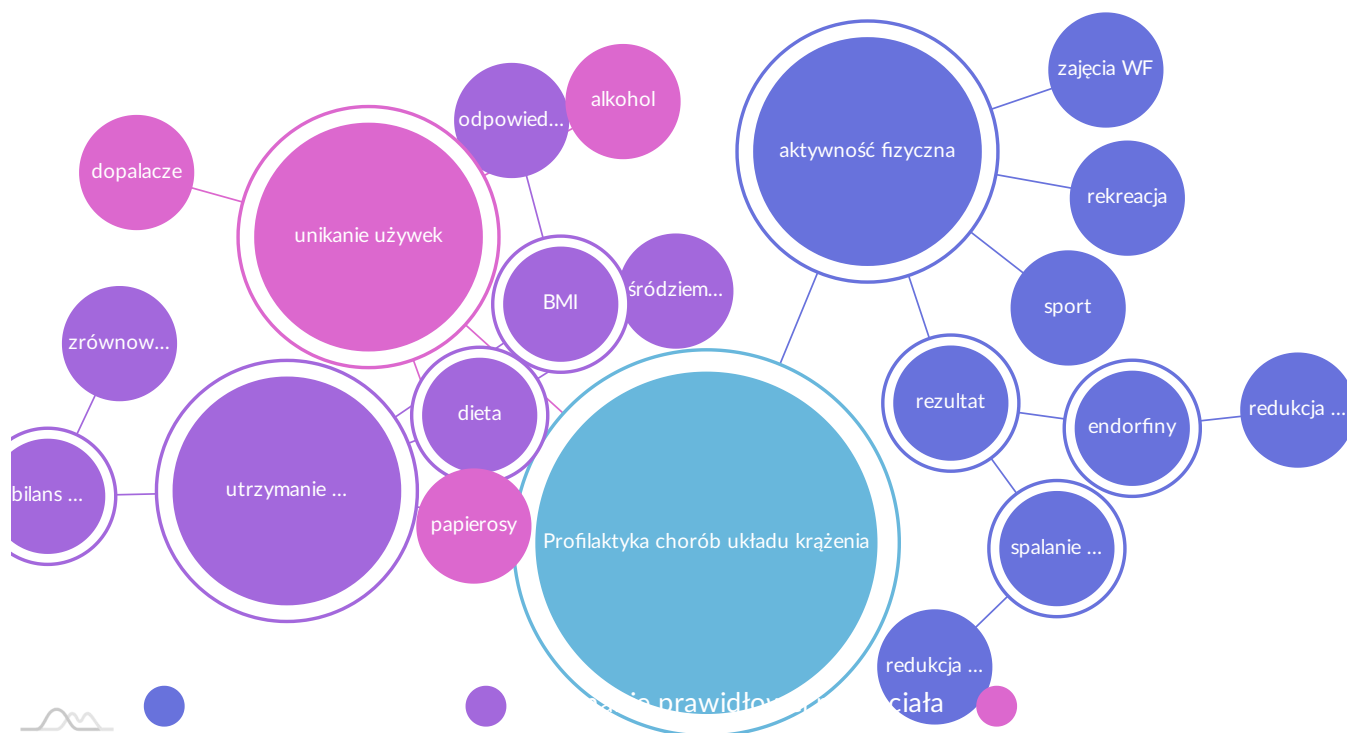 zajęcia WF
alkohol
odpowied...
aktywność fizyczna
dopalacze
rekreacja
unikanie używek
śródziem...
BMI
sport
zrównow...
rezultat
redukcja ...
dieta
endorfiny
utrzymanie ...
bilans ...
papierosy
Profilaktyka chorób układu krążenia
spalanie ...
redukcja ...
ciała